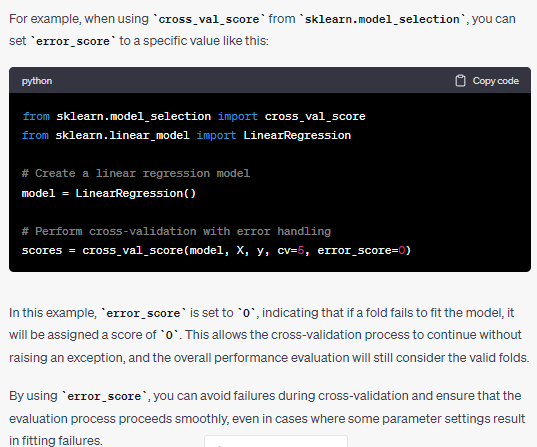 For example, when using `cross_val_score` from `sklearn.model_selection`, you can
set `error_score` to a specific value like this:
python
Copy code
from sklearn.model_selection import cross_val_score
from sklearn.linear_model import LinearRegression
# Create a linear regression model
model = LinearRegression()
# Perform cross-validation with error handling
scores = cross_val_score(model, X, y, cv=5, error_score=0)
In this example, `error_score` is set to `0`, indicating that if a fold fails to fit the model, it
will be assigned a score of `0`. This allows the cross-validation process to continue without
raising an exception, and the overall performance evaluation will still consider the valid folds.
By using `error_score`, you can avoid failures during cross-validation and ensure that the
evaluation process proceeds smoothly, even in cases where some parameter settings result
in fitting failures.